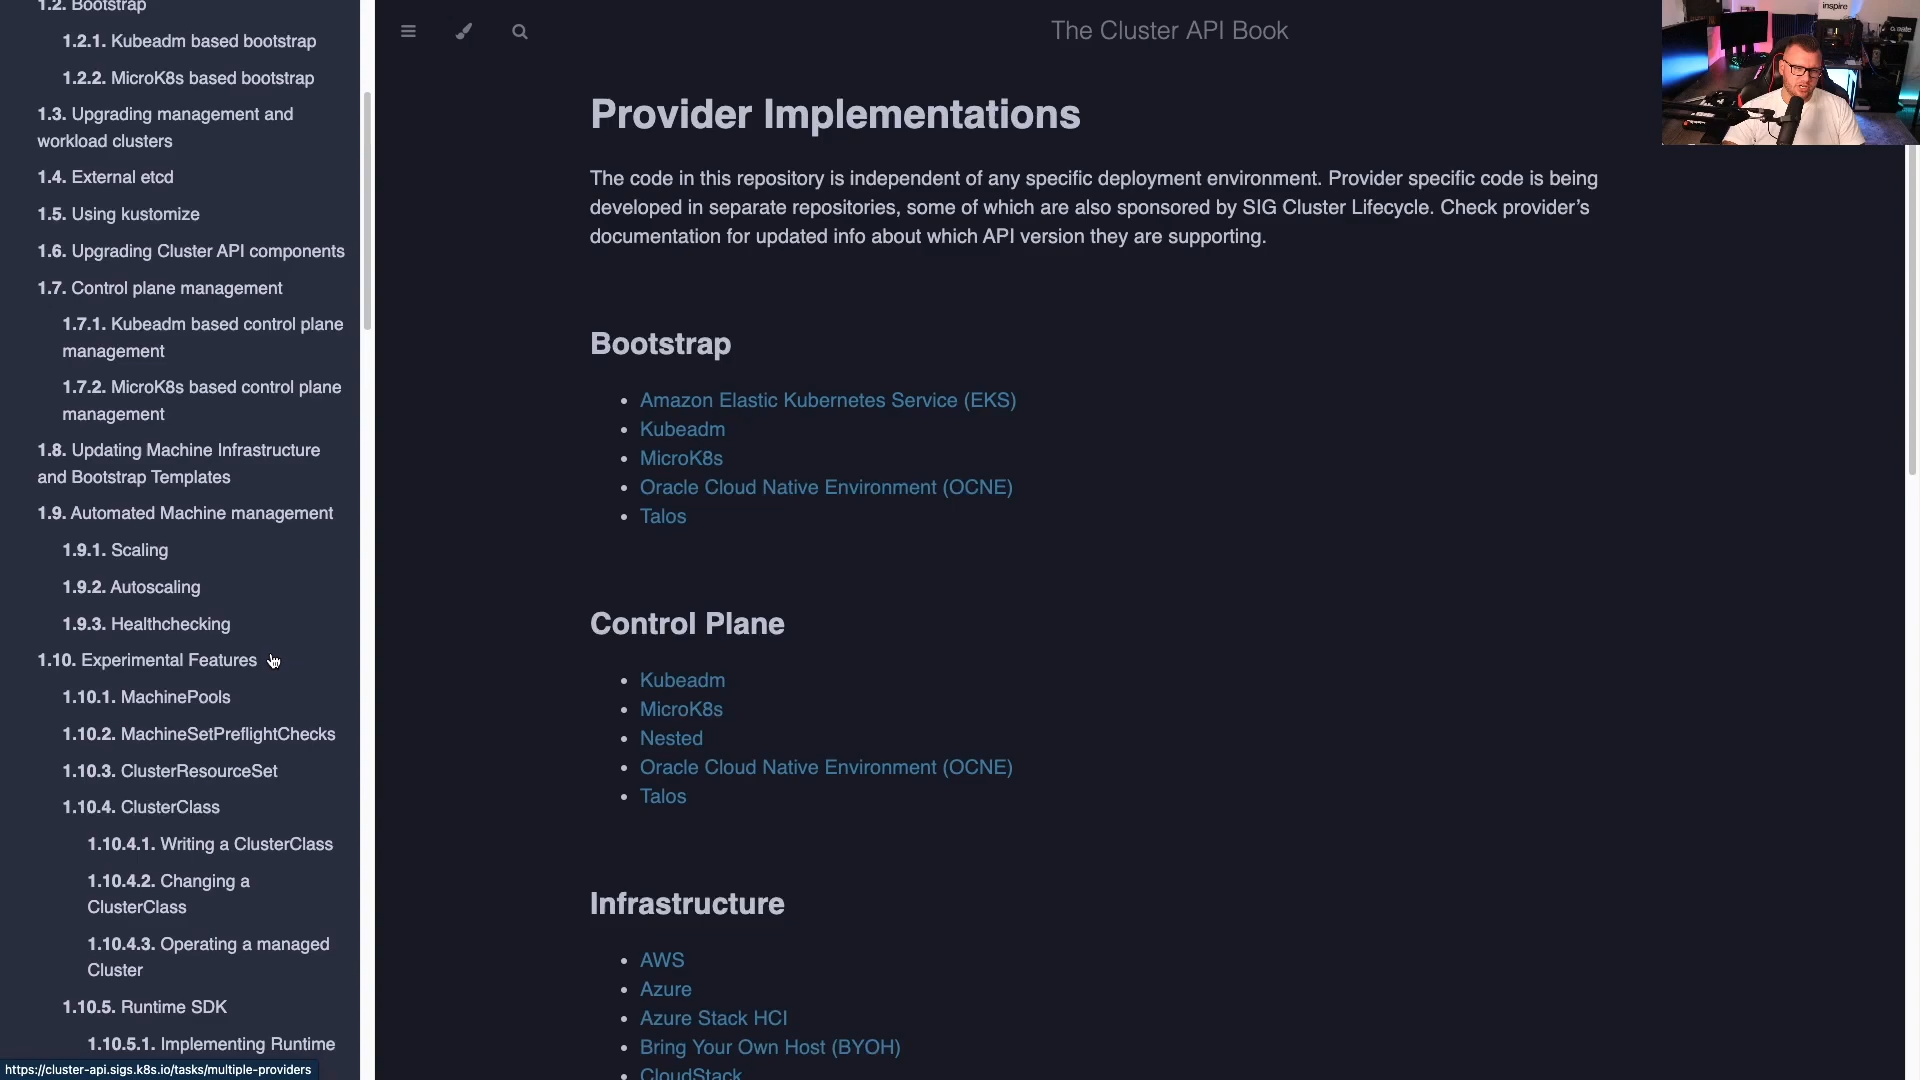 1.2. Bootstrap
1.2.1. Kubeadm based bootstrap
1.2.2. MicroK8s based bootstrap
1.3. Upgrading management and
workload clusters
1.4. External etcd
1.5. Using kustomize
1.6. Upgrading Cluster API components
1.7. Control plane management
1.7.1. Kubeadm based control plane
management
1.7.2. MicroK8s based control plane
management
1.8. Updating Machine Infrastructure
and Bootstrap Templates
1.9. Automated Machine management
1.9.1. Scaling
1.9.2. Autoscaling
1.9.3. Healthchecking
1.10. Experimental Features
1.10.1. MachinePools
1.10.2. MachineSetPreflightChecks
1.10.3. ClusterResourceSet
1.10.4. ClusterClass
1.10.4.1. Writing a ClusterClass
1.10.4.2. Changing a
ClusterClass
1.10.4.3. Operating a managed
Cluster
1.10.5. Runtime SDK
1.10.5.1. Implementing Runtime
https://cluster-api.sigs.k8s.io/tasks/multiple-providers
The Cluster API Book
Provider Implementations
The code in this repository is independent of any specific deployment environment. Provider specific code is being
developed in separate repositories, some of which are also sponsored by SIG Cluster Lifecycle. Check provider's
documentation for updated info about which API version they are supporting.
Bootstrap
Amazon Elastic Kubernetes Service (EKS)
Kubeadm
MicroK8s
Oracle Cloud Native Environment (OCNE)
Talos
Control Plane
Kubeadm
MicroK8s
Nested
Oracle Cloud Native Environment (OCNE)
Talos
Infrastructure
AWS
Azure
Azure Stack HCI
Bring Your Own Host (BYOH)
CloudStack
inspire